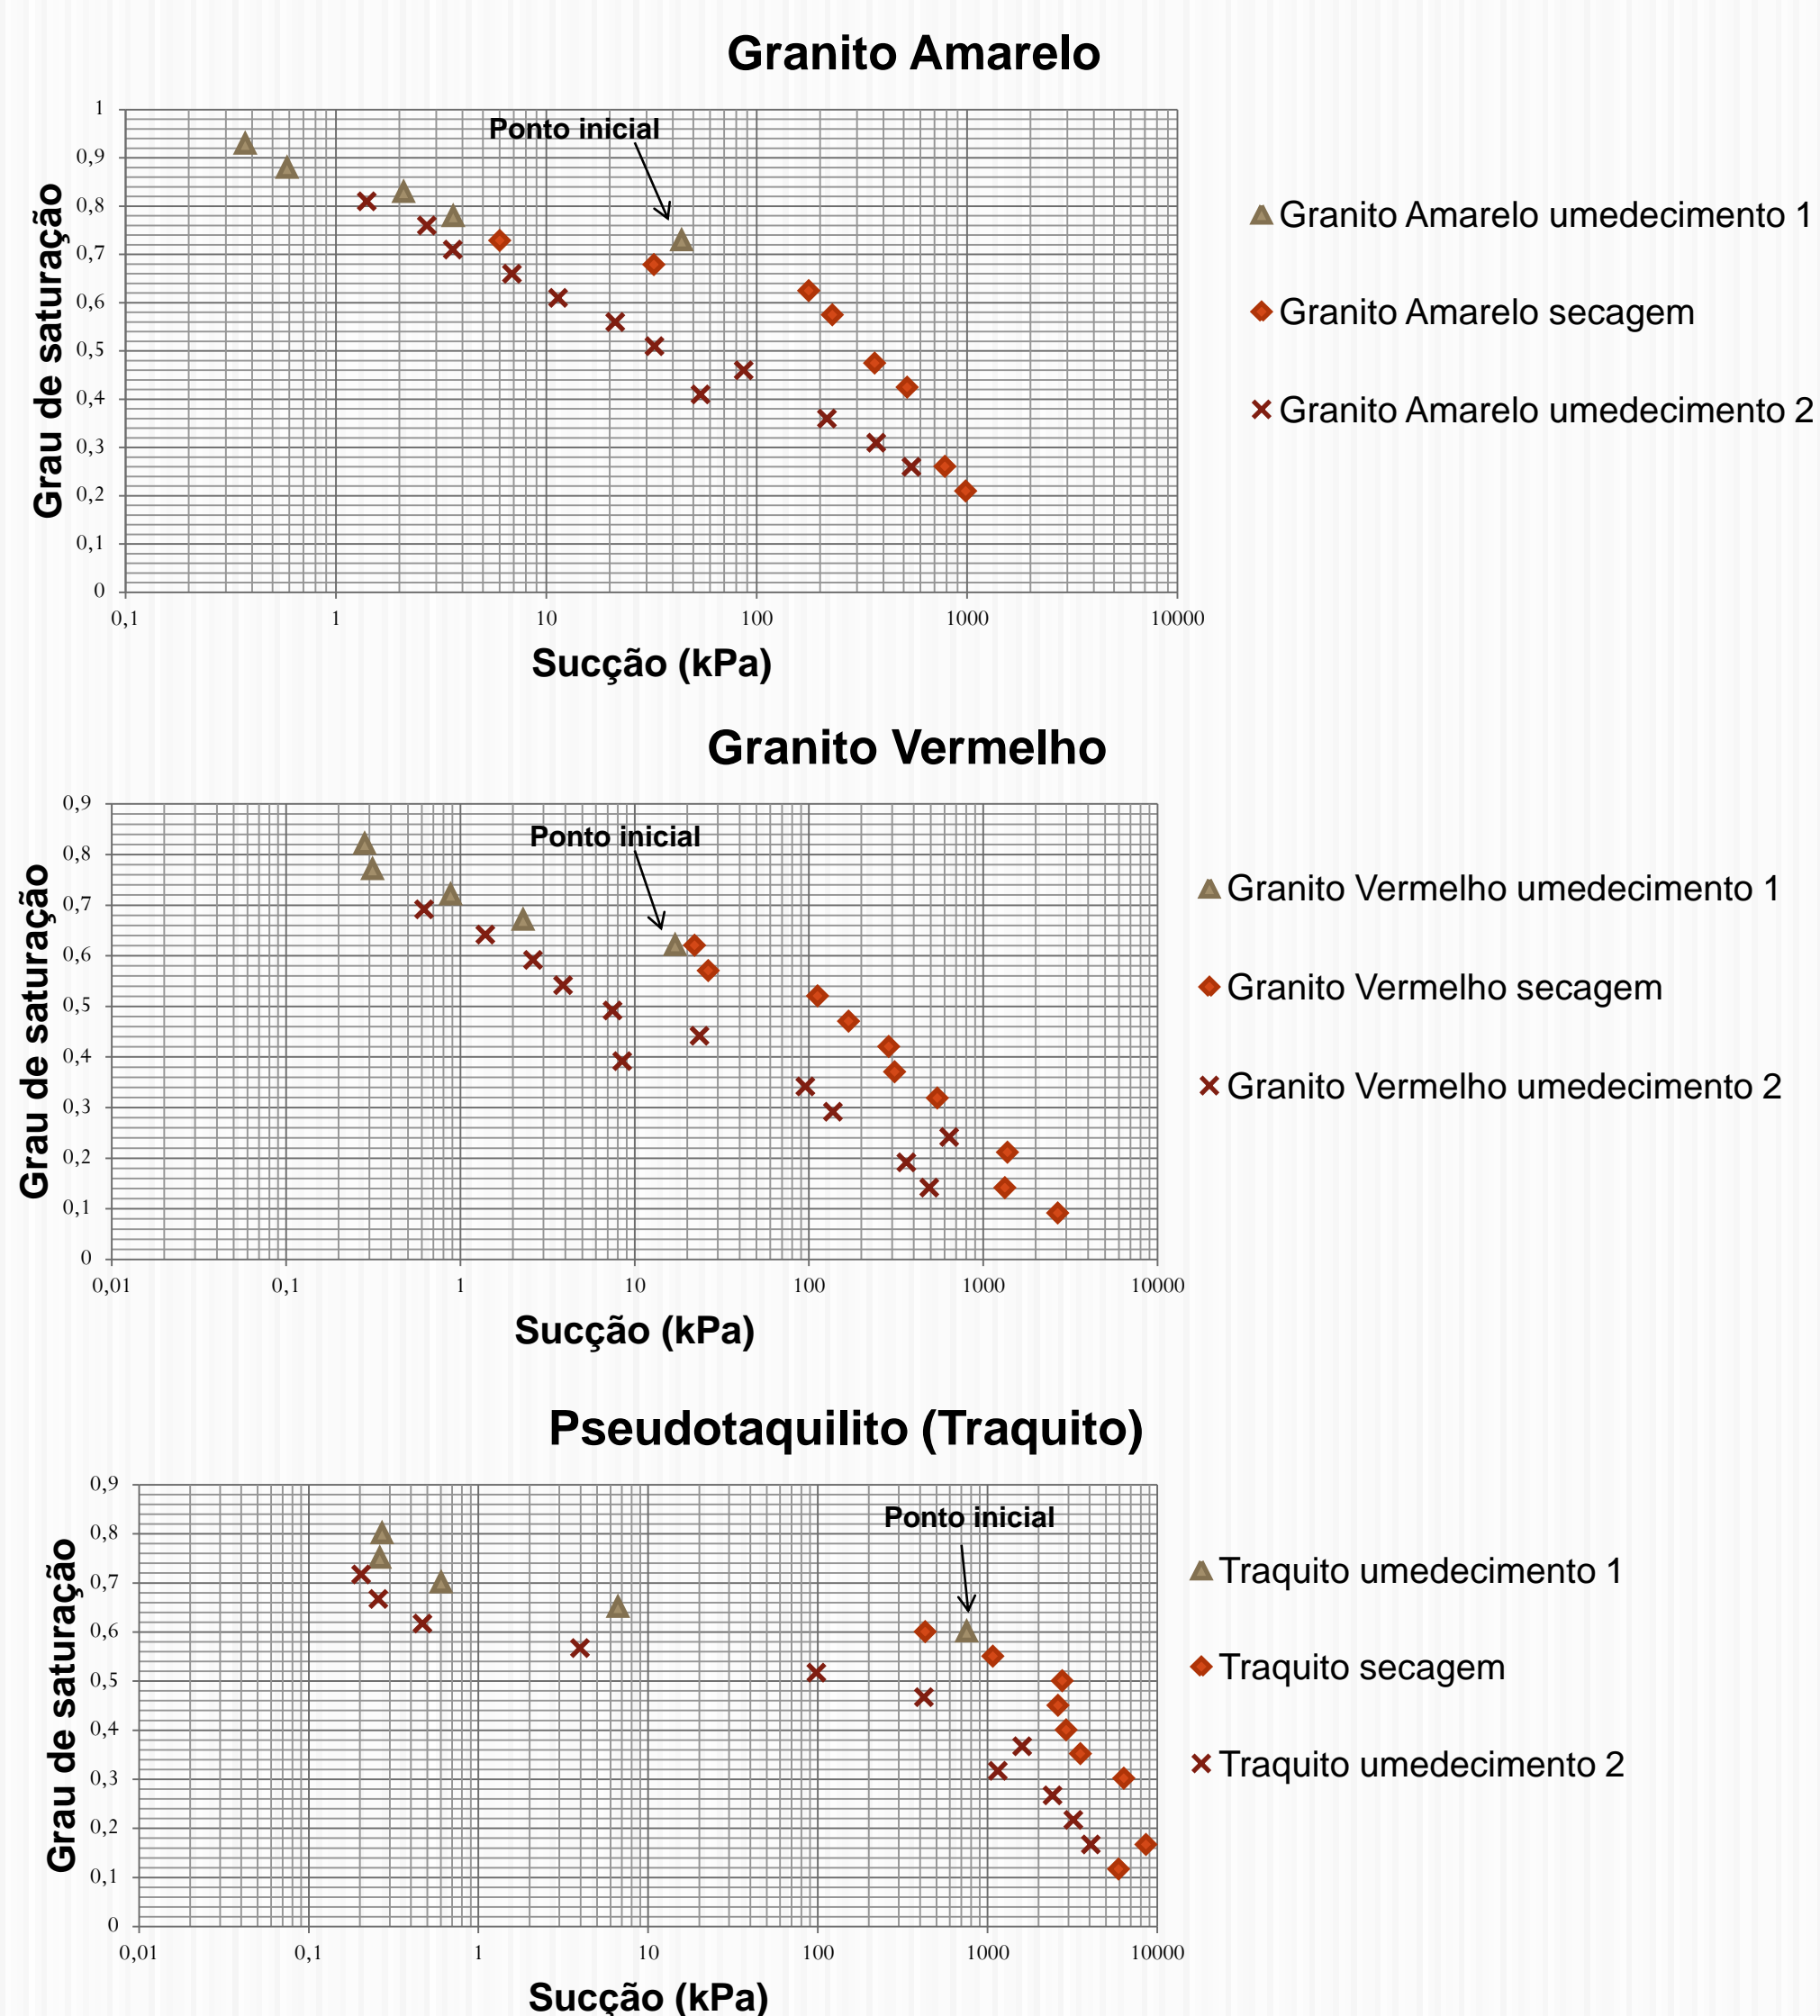 Granito Amarelo
Ponto inicial
Grau de saturação
1
0,9
0,8
0,7
0,6
0,5
0,4
0,3
0,2
0,1
0
0,1 1 10 100 1000 10000
Sucção (kPa)
Granito Amarelo umedecimento 1
Granito Amarelo secagem
Granito Amarelo umedecimento 2
Granito Vermelho
Ponto inicial
Grau de saturação
0,9
0,8
0,7
0,6
0,5
0,4
0,3
0,2
0,1
0
0,01 0,1 1 10 100 1000 10000
Sucção (kPa)
Granito Vermelho umedecimento 1
Granito Vermelho secagem
Granito Vermelho umedecimento 2
Pseudotaquilito (Traquito)
Ponto inicial
Grau de saturação
0,9
0,8
0,7
0,6
0,5
0,4
0,3
0,2
0,1
0
0,01 0,1 1 10 100 1000 10000
Sucção (kPa)
Traquito umedecimento 1
Traquito secagem
Traquito umedecimento 2